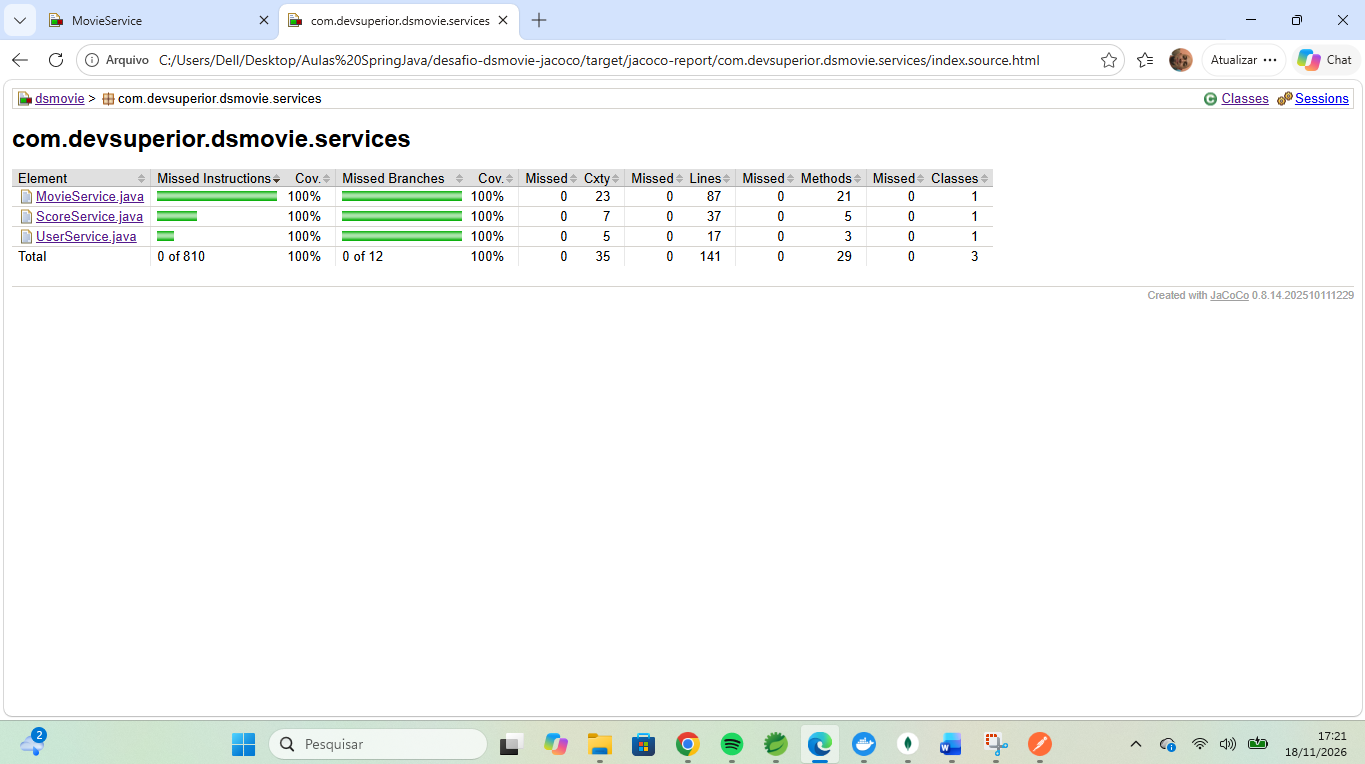 MovieService
com.devsuperior.dsmovie.services
Arquivo C:/Users/Dell/Desktop/Aulas%20SpringJava/desafio-dsmovie-jacoco/target/jacoco-report/com.devsuperior.dsmovie.services/index.source.html Atualizar Chat
dsmovie > com.devsuperior.dsmovie.services Classes Sessions
com.devsuperior.dsmovie.services
Element Missed Instructions Cov. Missed Branches Cov. Missed Cxty Missed Lines Missed Methods Missed Classes
MovieService.java 100% 100% 0 23 0 87 0 21 0 1
ScoreService.java 100% 100% 0 7 0 37 0 5 0 1
UserService.java 100% 100% 0 5 0 17 0 3 0 1
Total 0 of 810 100% 0 of 12 100% 0 35 0 141 0 29 0 3
Created with JaCoCo 0.8.14.202510111229
2
Pesquisar
17:21
18/11/2026